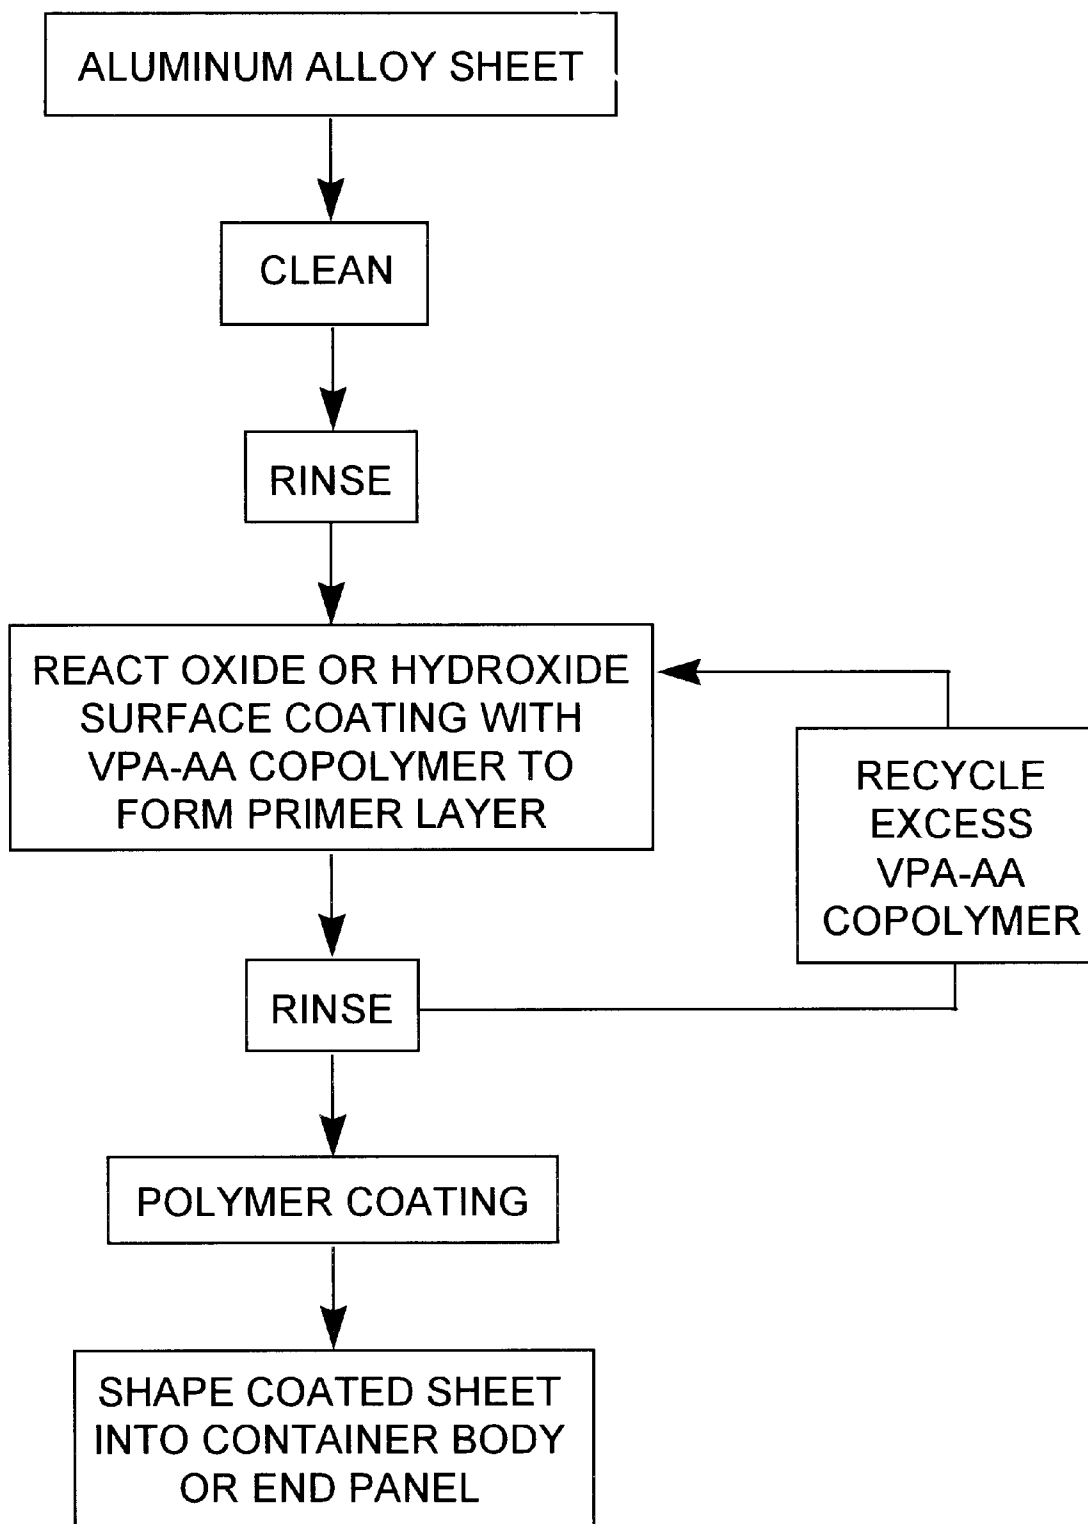 ALUMINUM ALLOY SHEET
CLEAN
RINSE
REACT OXIDE OR HYDROXIDE
SURFACE COATING WITH
VPA-AA COPOLYMER TO
FORM PRIMER LAYER
RECYCLE
EXCESS
VPA-AA
COPOLYMER
RINSE
POLYMER COATING
SHAPE COATED SHEET
INTO CONTAINER BODY
OR END PANEL